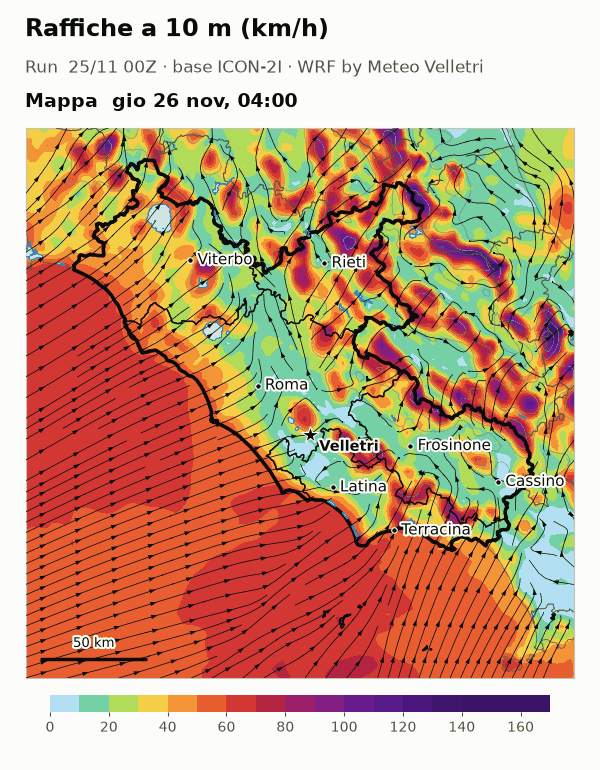 Raffiche a 10 m (km/h)
Run  25/11 00Z · base ICON-2I · WRF by Meteo Velletri
Mappa  gio 26 nov, 04:00
Viterbo
Rieti
Roma
Velletri
Frosinone
Latina
Cassino
Terracina
50 km
0 20 40 60 80 100 120 140 160